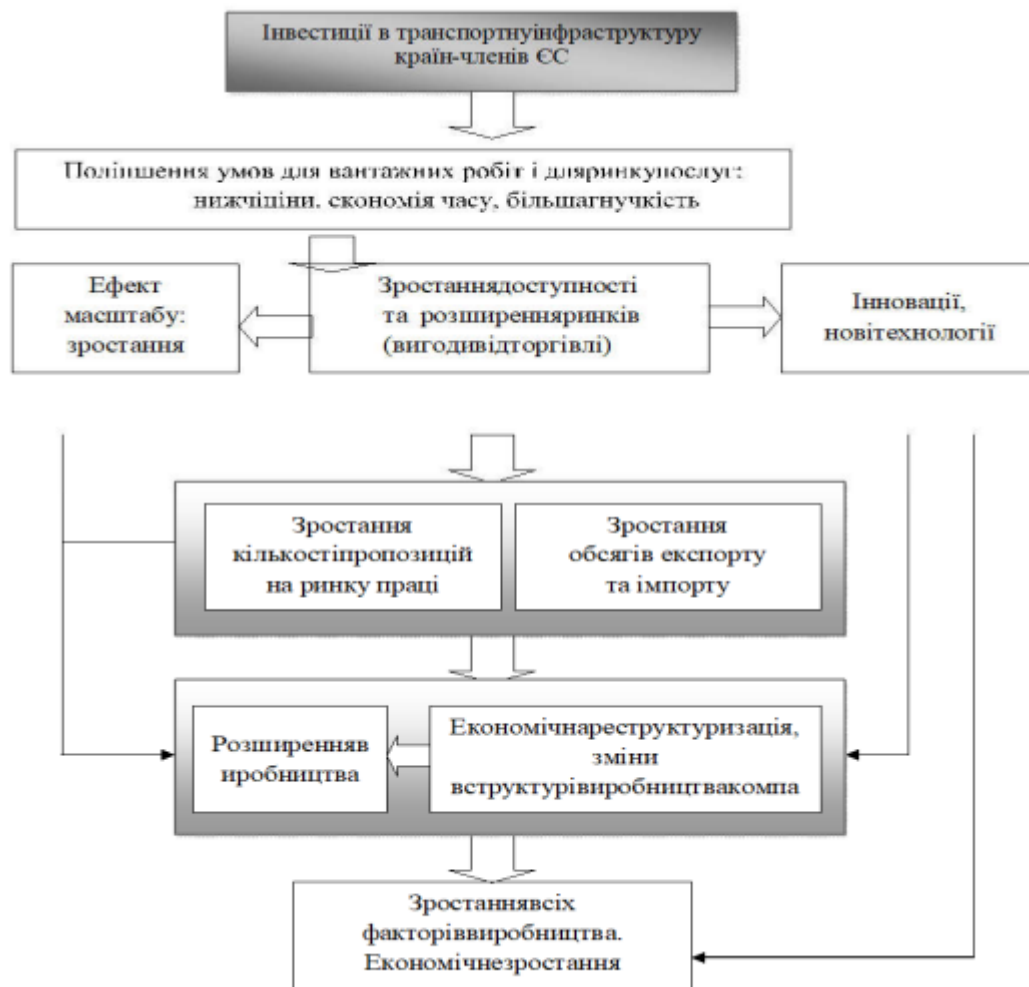 Інвестиції в транспортнуінфраструктуру
країн-членів ЄС
Поліпшення умов для вантажних робіт і дляринкупослуг:
нижчіціни, економія часу, більшагнучкість
Ефект
масштабу:
зростання
Зростаннядоступності
та розширенняринків
(вигодивідторгівлі)
Інновації,
новітехнології
Зростання
кількостіпропозицій
на ринку праці
Зростання
обсягів експорту
та імпорту
Розширенняв
иробництва
Економічнареструктуризація,
зміни
вструктурівиробництвакомпа
Зростаннявсіх
факторіввиробництва.
Економічнезростання